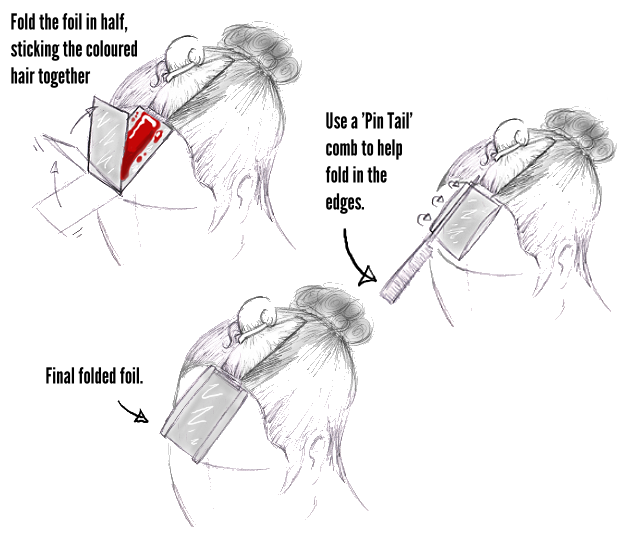 Fold the foil in half,
sticking the coloured
hair together
Use a 'Pin Tail'
comb to help
fold in the
edges.
Final folded foil.